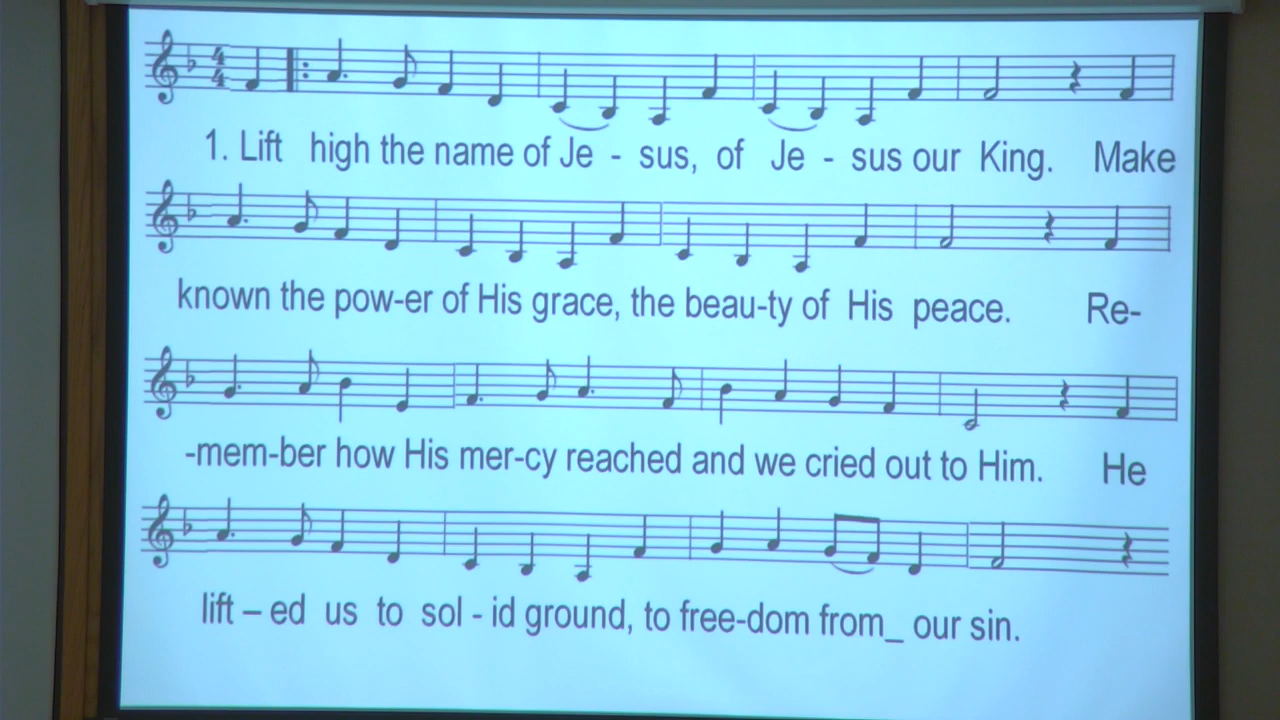 1. Lift high the name of Je - sus, of Je - sus our King. Make
known the pow-er of His grace, the beau-ty of His peace. Re-
-mem-ber how His mer-cy reached and we cried out to Him. He
lift – ed us to sol - id ground, to free-dom from_ our sin.